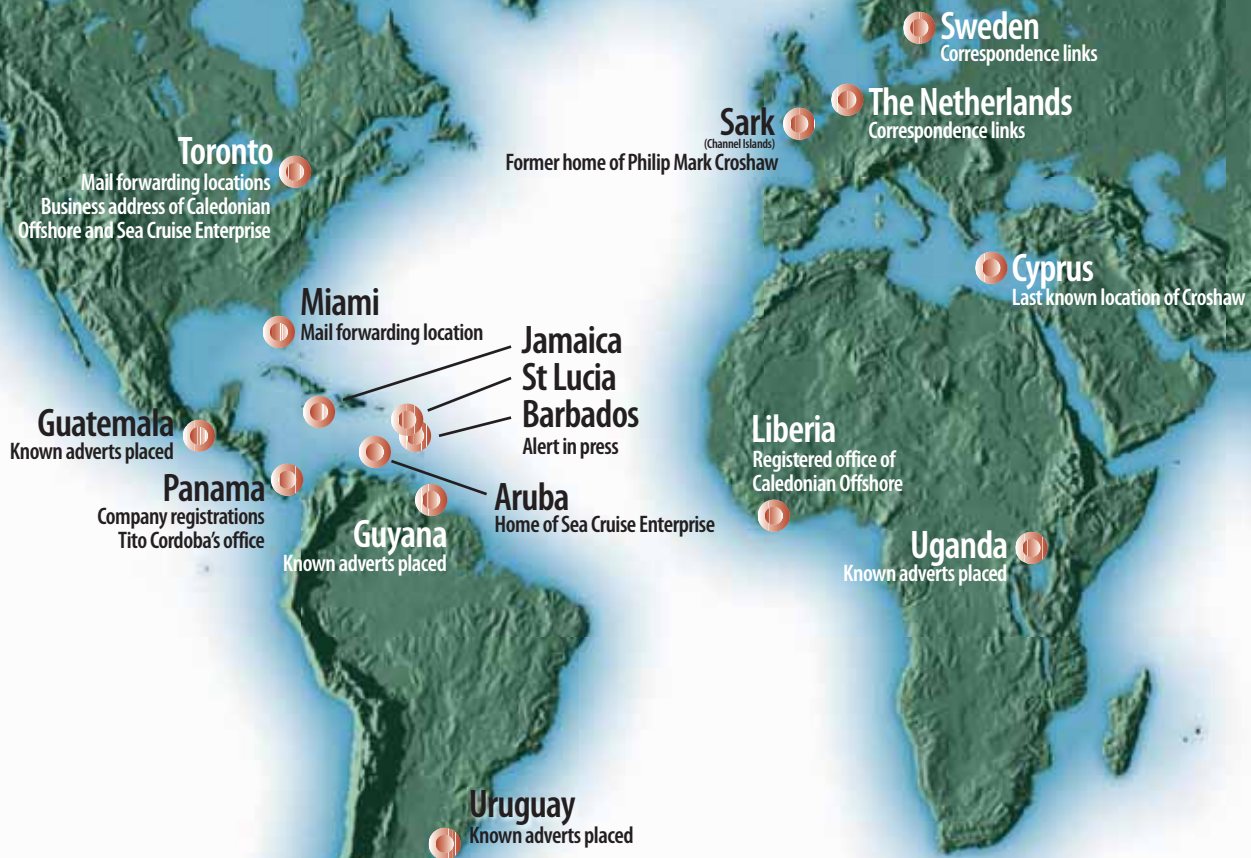 Sweden
Correspondence links
The Netherlands
Correspondence links
Sark
(Channel Islands)
Former home of Philip Mark Croshaw
Toronto
Mail forwarding locations
Business address of Caledonian
Offshore and Sea Cruise Enterprise
Cyprus
Last known location of Croshaw
Miami
Mail forwarding location
Jamaica
St Lucia
Barbados
Alert in press
Guatemala
Known adverts placed
Liberia
Registered office of
Caledonian Offshore
Panama
Company registrations
Tito Cordoba's office
Aruba
Home of Sea Cruise Enterprise
Guyana
Known adverts placed
Uganda
Known adverts placed
Uruguay
Known adverts placed